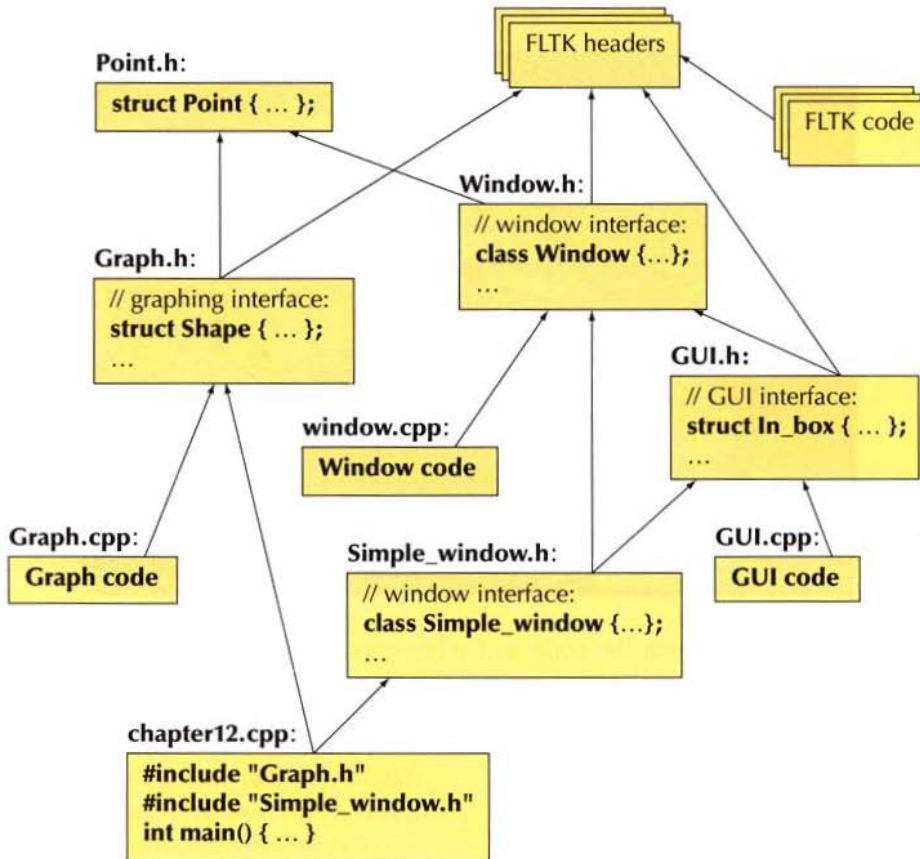 FLTK headers
Point.h:
struct Point { ... };
FLTK code
Window.h:
// window interface:
class Window {...};
...
Graph.h:
// graphing interface:
struct Shape { ... };
...
GUI.h:
// GUI interface:
struct In_box { ... };
...
window.cpp:
Window code
Graph.cpp:
Graph code
Simple_window.h:
// window interface:
class Simple_window {...};
...
GUI.cpp:
GUI code
chapter12.cpp:
#include "Graph.h"
#include "Simple_window.h"
int main() { ... }